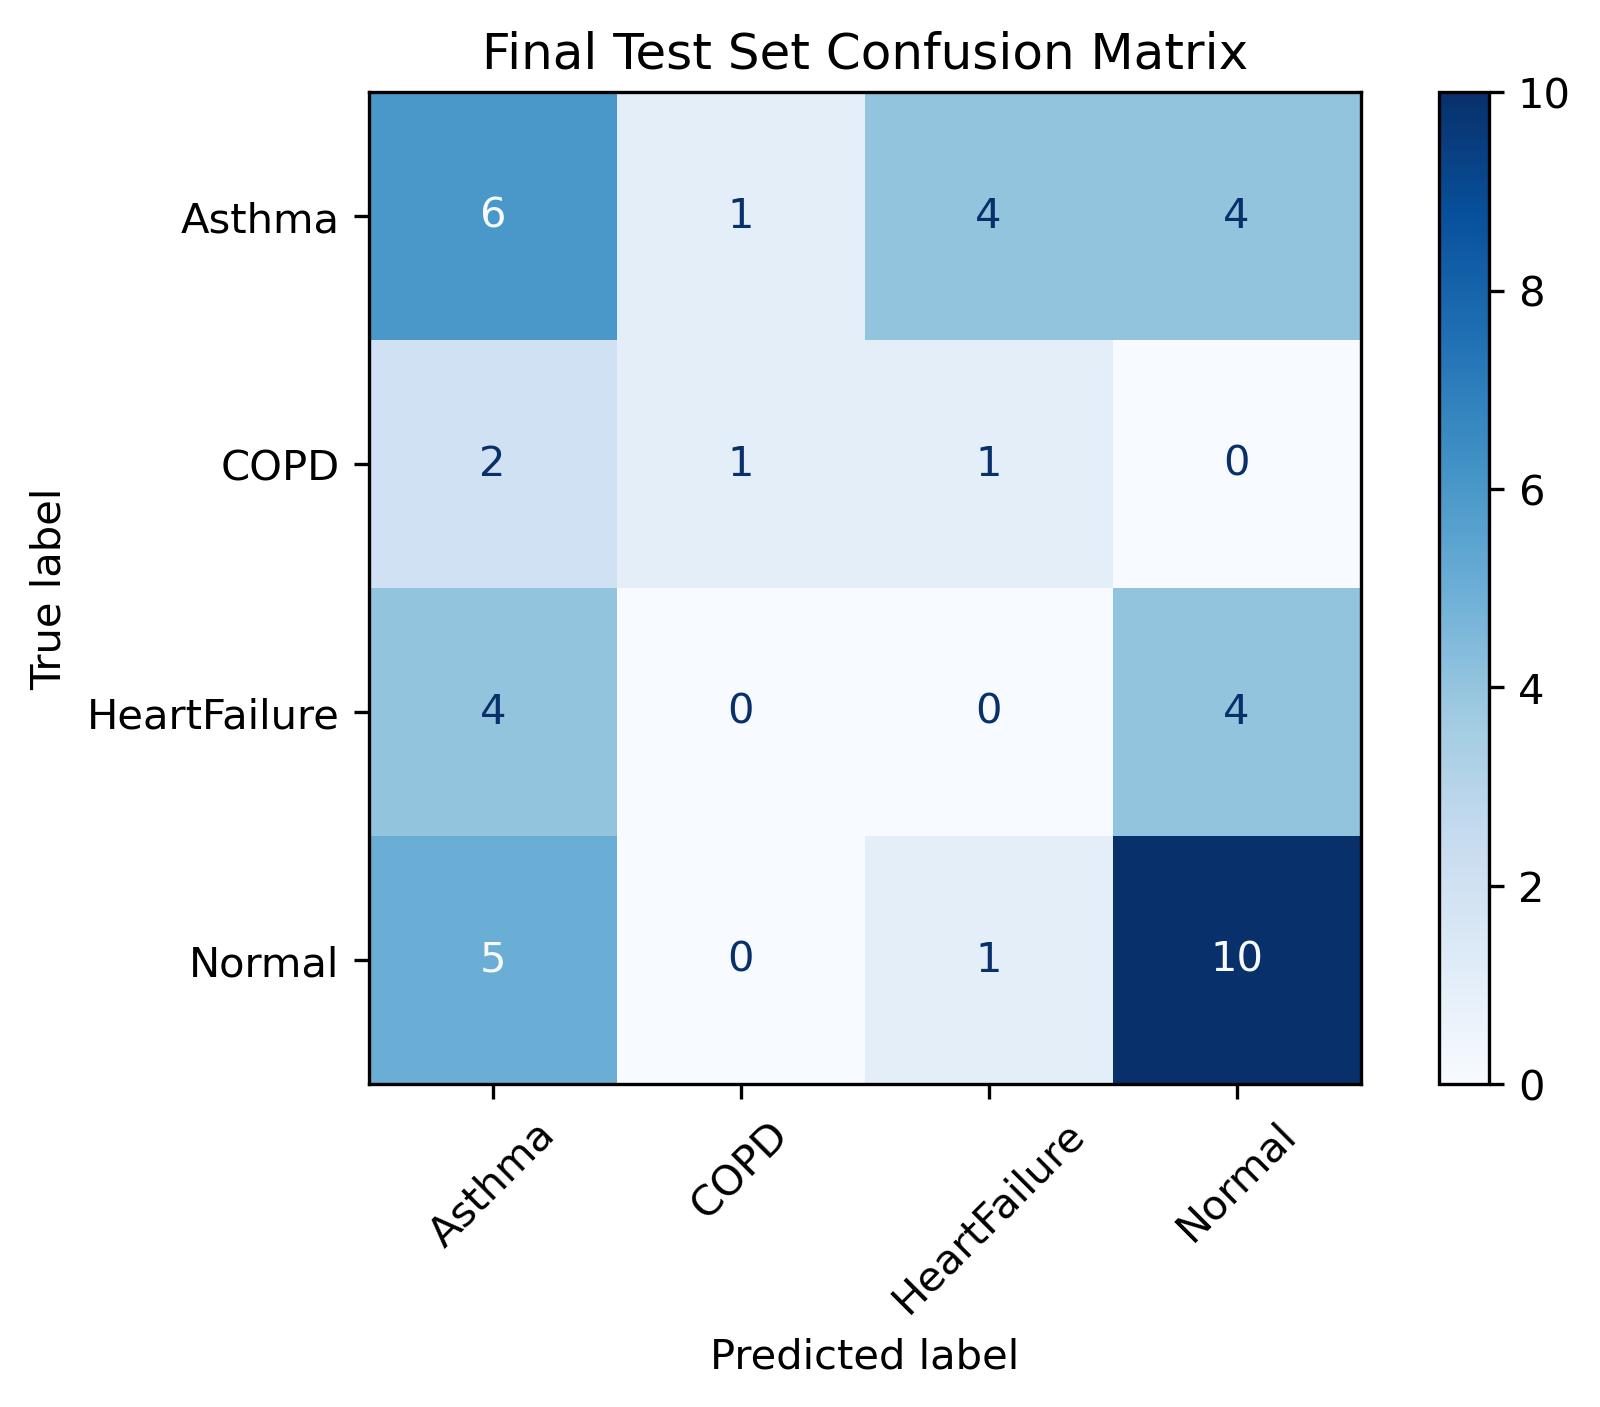 Final Test Set Confusion Matrix
True label
Asthma 6 1 4 4
COPD 2 1 1 0
HeartFailure 4 0 0 4
Normal 5 0 1 10
Asthma COPD HeartFailure Normal
Predicted label
10
8
6
4
2
0